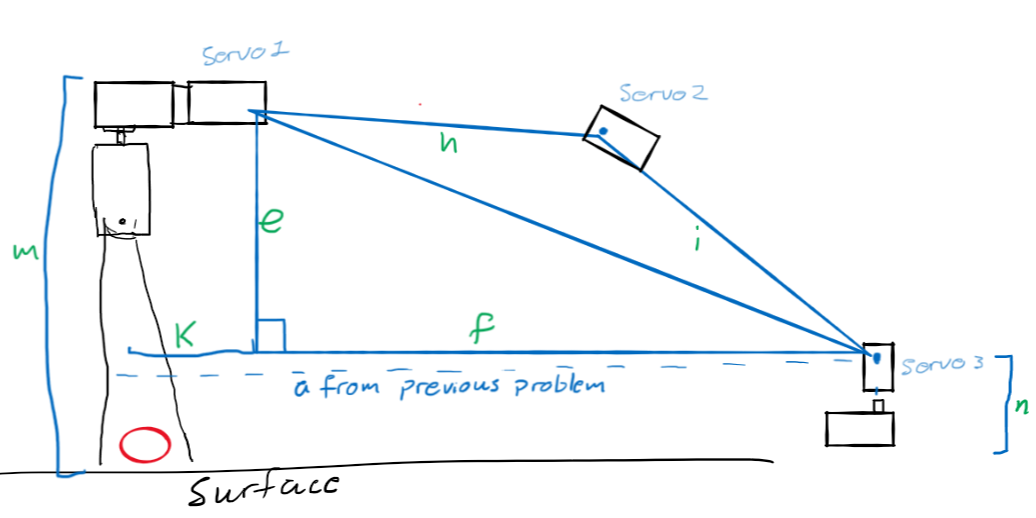 Servo 1
Servo 2
h
m
e
i
K
f
Servo 3
a from previous problem
n
Surface